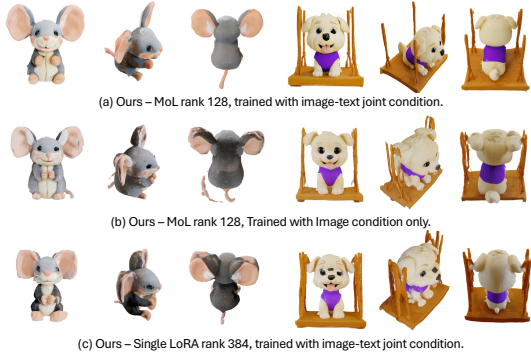 (a) Ours – MoL rank 128, trained with image-text joint condition.
(b) Ours – MoL rank 128, Trained with Image condition only.
(c) Ours – Single LoRA rank 384, trained with image-text joint condition.